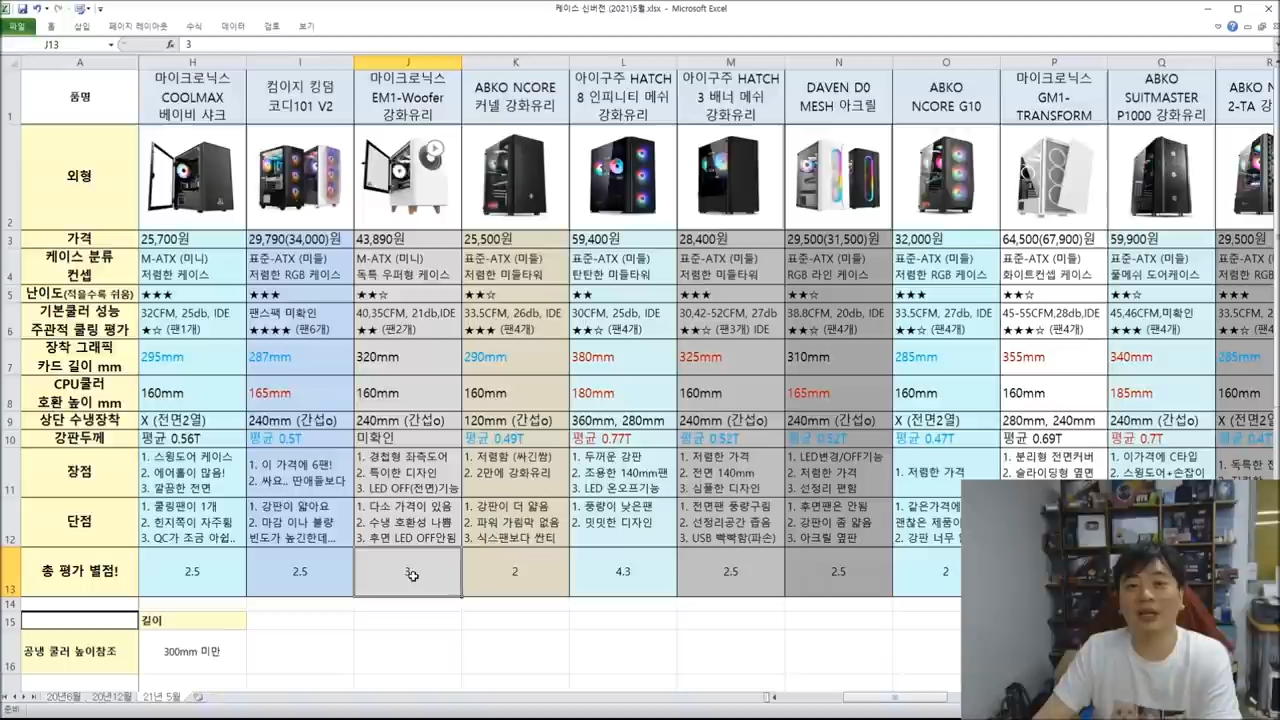 케이스 신버전 (2021)5월.xlsx - Microsoft Excel
파일 홈 삽입 페이지 레이아웃 수식 데이터 검토 보기
J13 fx 3
A H I J K L M N O P Q R
1 품명
마이크로닉스 COOLMAX 베이비 샤크
컴이지 킹덤 코디101 V2
마이크로닉스 EM1-Woofer 강화유리
ABKO NCORE 커넬 강화유리
아이구주 HATCH 8 인피니티 메쉬 강화유리
아이구주 HATCH 3 배너 메쉬 강화유리
DAVEN D0 MESH 아크릴
ABKO NCORE G10
마이크로닉스 GM1-TRANSFORM
ABKO SUITMASTER P1000 강화유리
2 외형
3 가격 25,700원 29,790(34,000)원 43,890원 25,500원 59,400원 28,400원 29,500(31,500)원 32,000원 64,500(67,900)원 59,900원 29,500원
4 케이스 분류 M-ATX (미니) 표준-ATX (미들) M-ATX (미니) 표준-ATX (미들) 표준-ATX (미들) 표준-ATX (미들) 표준-ATX (미들) 표준-ATX (미들) 표준-ATX (미들) 표준-ATX (미들) 표준-ATX
컨셉 저렴한 케이스 저렴한 RGB 케이스 독특 우퍼형 케이스 저렴한 미들타워 탄탄한 미들타워 저렴한 미들타워 RGB 라인 케이스 저렴한 RGB 케이스 화이트컨셉 케이스 풀메쉬 도어케이스
5 난이도(적을수록 쉬움) ★★★ ★★★ ★★☆ ★★☆ ★★ ★★★ ★★★ ★★★ ★★☆ ★★☆ ★★★
6 기본쿨러 성능 32CFM, 25db, IDE 팬스팩 미확인 40,35CFM, 21db,IDE 33.5CFM, 26db, IDE 30CFM, 25db, IDE 30,42-52CFM, 27db 38.8CFM, 20db, IDE 33.5CFM, 27db, IDE 45-55CFM,28db,IDE 45,46CFM,미확인
주관적 쿨링 평가 ★☆ (팬1개) ★★★★ (팬6개) ★★ (팬2개) ★★★ (팬4개) ★★☆ (팬4개) ★★☆ (팬3개) IDE ★★☆ (팬4개) ★★★ (팬4개) ★★★☆ (팬4개) ★★★ (팬4개)
7 장착 그래픽 카드 길이 mm 295mm 287mm 320mm 290mm 380mm 325mm 310mm 285mm 355mm 340mm 285mm
8 CPU쿨러 호환 높이 mm 160mm 165mm 160mm 160mm 180mm 160mm 165mm 160mm 160mm 185mm 160mm
9 상단 수냉장착 X (전면2열) 240mm (간섭o) 240mm (간섭o) 120mm (간섭o) 360mm, 280mm 240mm (간섭o) 240mm (간섭o) X (전면2열) 280mm, 240mm 240mm (간섭o) X (전면2열
10 강판두께 평균 0.56T 평균 0.5T 미확인 평균 0.49T 평균 0.77T 평균 0.52T 평균 0.52T 평균 0.47T 평균 0.69T 평균 0.7T
11 장점
1. 스윙도어 케이스
2. 에어홀이 많음!
3. 깔끔한 전면
1. 이 가격에 6팬!
2. 싸요.. 딴애들보다
1. 경첩형 좌측도어
2. 특이한 디자인
3. LED OFF(전면)기능
1. 저렴함 (싸긴쌈)
2. 2만에 강화유리
1. 두꺼운 강판
2. 조용한 140mm팬
3. LED 온오프기능
1. 저렴한 가격
2. 전면 140mm
3. 심플한 디자인
1. LED변경/OFF기능
2. 저렴한 가격
3. 선정리 편함
1. 저렴한 가격
1. 분리형 전면커버
2. 슬라이딩형 옆면
1. 이가격에 C타입
2. 스윙도어+손잡이
1. 독특한
12 단점
1. 쿨링팬이 1개
2. 힌지쪽이 자주휨
3. QC가 조금 아쉽..
1. 강판이 얇아요
2. 마감 이나 불량
빈도가 높긴한데...
1. 다소 가격이 있음
2. 수냉 호환성 나쁨
3. 후면 LED OFF안됨
1. 강판이 더 얇음
2. 파워 가림막 없음
3. 식스팬보다 싼티
1. 풍량이 낮은팬
2. 밋밋한 디자인
1. 전면팬 풍량구림
2. 선정리공간 좁음
3. USB 빡빡함(파손)
1. 후면팬은 안됨
2. 강판이 좀 얇음
3. 아크릴 옆판
1. 같은가격에
괜찮은 제품이
2. 강판 너무
13 총 평가 별점! 2.5 2.5 3 2 4.3 2.5 2.5 2
14
15 길이
16 공냉 쿨러 높이참조 300mm 미만
20년6월 20년12월 21년 5월
준비